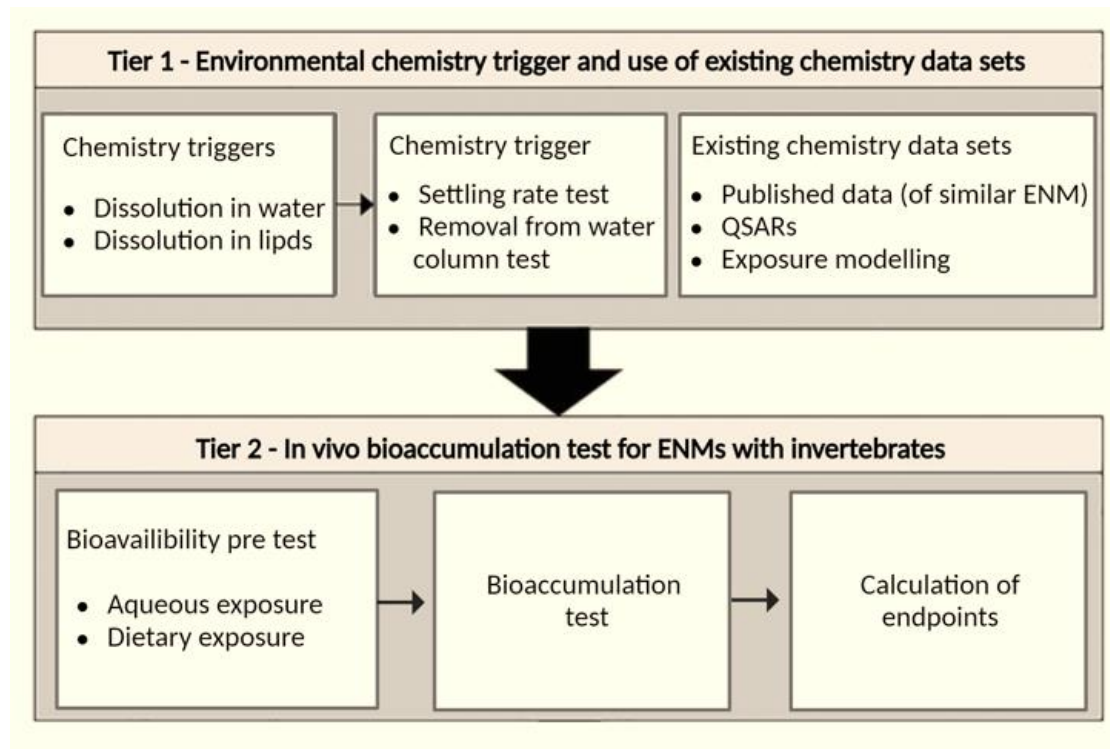 Tier 1 - Environmental chemistry trigger and use of existing chemistry data sets
Chemistry triggers
• Dissolution in water
• Dissolution in lipds
Chemistry trigger
• Settling rate test
• Removal from water
column test
Existing chemistry data sets
• Published data (of similar ENM)
• QSARs
• Exposure modelling
Tier 2 - In vivo bioaccumulation test for ENMs with invertebrates
Bioavailibility pre test
• Aqueous exposure
• Dietary exposure
Bioaccumulation
test
Calculation of
endpoints